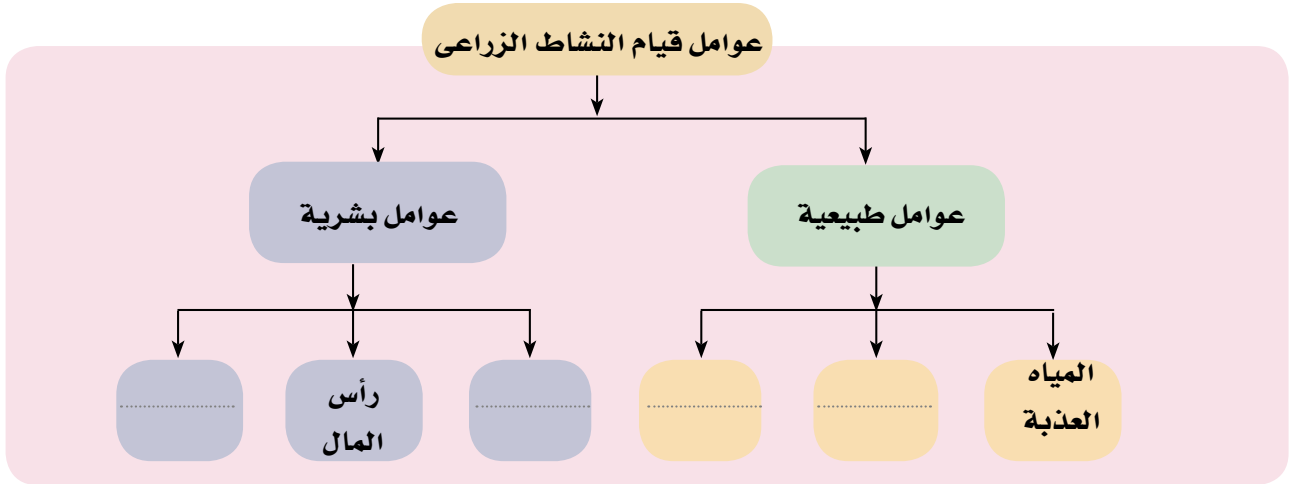 عوامل قيام النشاط الزراعى
عوامل طبيعية
عوامل بشرية
المياه
العذبة
رأس
المال